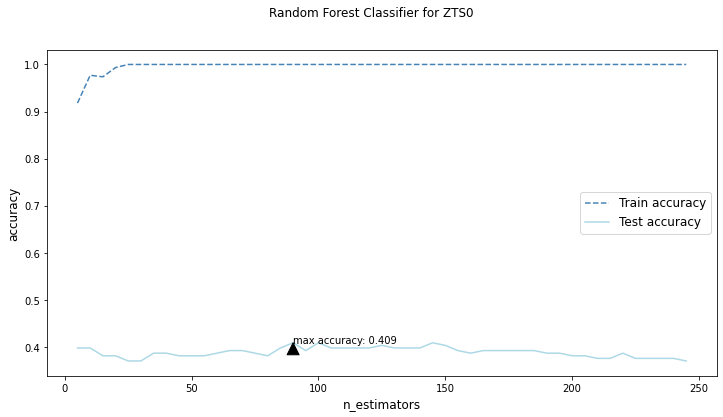 Random Forest Classifier for ZTS0
1.0
0.9
0.8
0.7
0.6
0.5
0.4
accuracy
Train accuracy
Test accuracy
max accuracy: 0.409
0
50
100
150
200
250
n_estimators